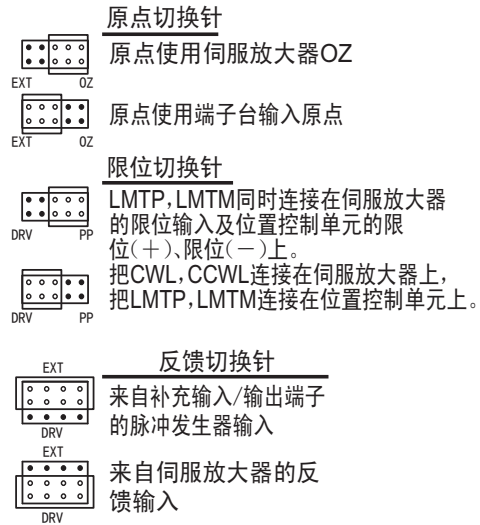 原点切换针
原点使用伺服放大器OZ
EXT OZ
原点使用端子台输入原点
EXT OZ
限位切换针
LMTP,LMTM同时连接在伺服放大器
的限位输入及位置控制单元的限
DRV PP
位(＋)、限位(－)上。
把CWL,CCWL连接在伺服放大器上,
把LMTP,LMTM连接在位置控制单元上。
DRV PP
反馈切换针
EXT
来自补充输入/输出端子
的脉冲发生器输入
DRV
EXT
来自伺服放大器的反
馈输入
DRV